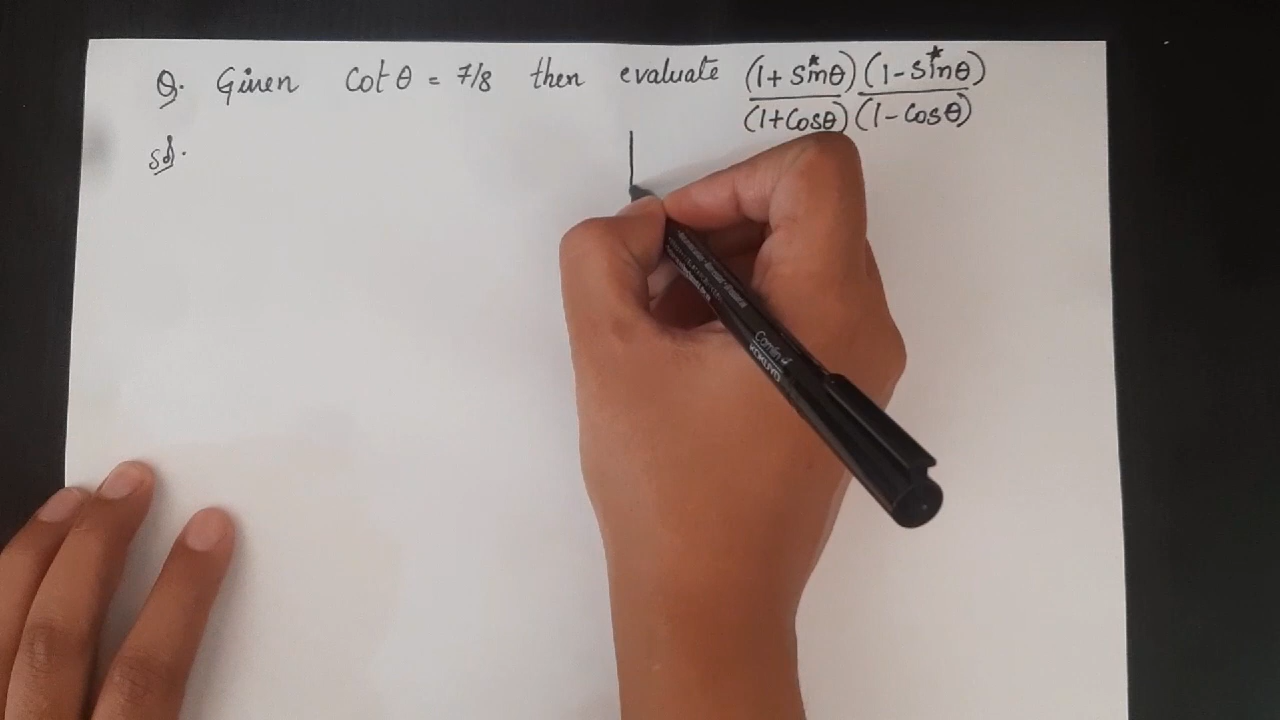 Q. Given Cot θ = 7/8 then evaluate (1+Sinθ)(1-Sinθ)
(1+Cosθ)(1-Cosθ)
Sol.